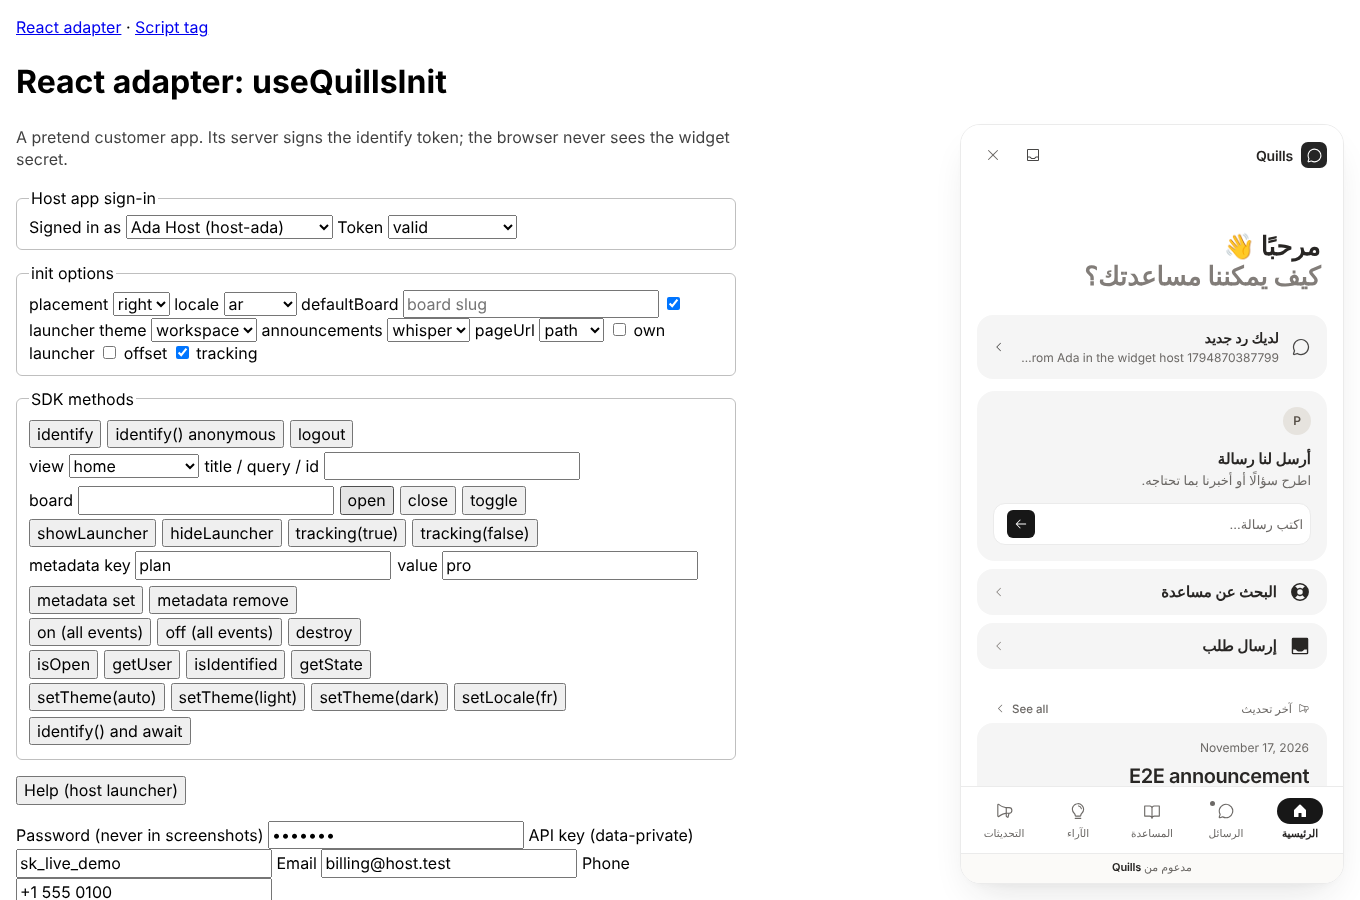 React adapter · Script tag
React adapter: useQuillsInit
A pretend customer app. Its server signs the identify token; the browser never sees the widget
secret.
Host app sign-in
Signed in as Ada Host (host-ada) Token valid
init options
placement right locale ar defaultBoard board slug
launcher theme workspace announcements whisper pageUrl path own
launcher offset tracking
SDK methods
identify identify() anonymous logout
view home title / query / id
board open close toggle
showLauncher hideLauncher tracking(true) tracking(false)
metadata key plan value pro
metadata set metadata remove
on (all events) off (all events) destroy
isOpen getUser isIdentified getState
setTheme(auto) setTheme(light) setTheme(dark) setLocale(fr)
identify() and await
Help (host launcher)
Password (never in screenshots) ••••••• API key (data-private)
sk_live_demo Email billing@host.test Phone
+1 555 0100
Quills
مرحبًا 👋
كيف يمكننا مساعدتك؟
لديك رد جديد
...rom Ada in the widget host 1794870387799
P
أرسل لنا رسالة
اطرح سؤالًا أو أخبرنا بما تحتاجه.
اكتب رسالة...
البحث عن مساعدة
إرسال طلب
آخر تحديث See all
November 17, 2026
E2E announcement
الرئيسية الرسائل المساعدة الآراء التحديثات
مدعوم من Quills